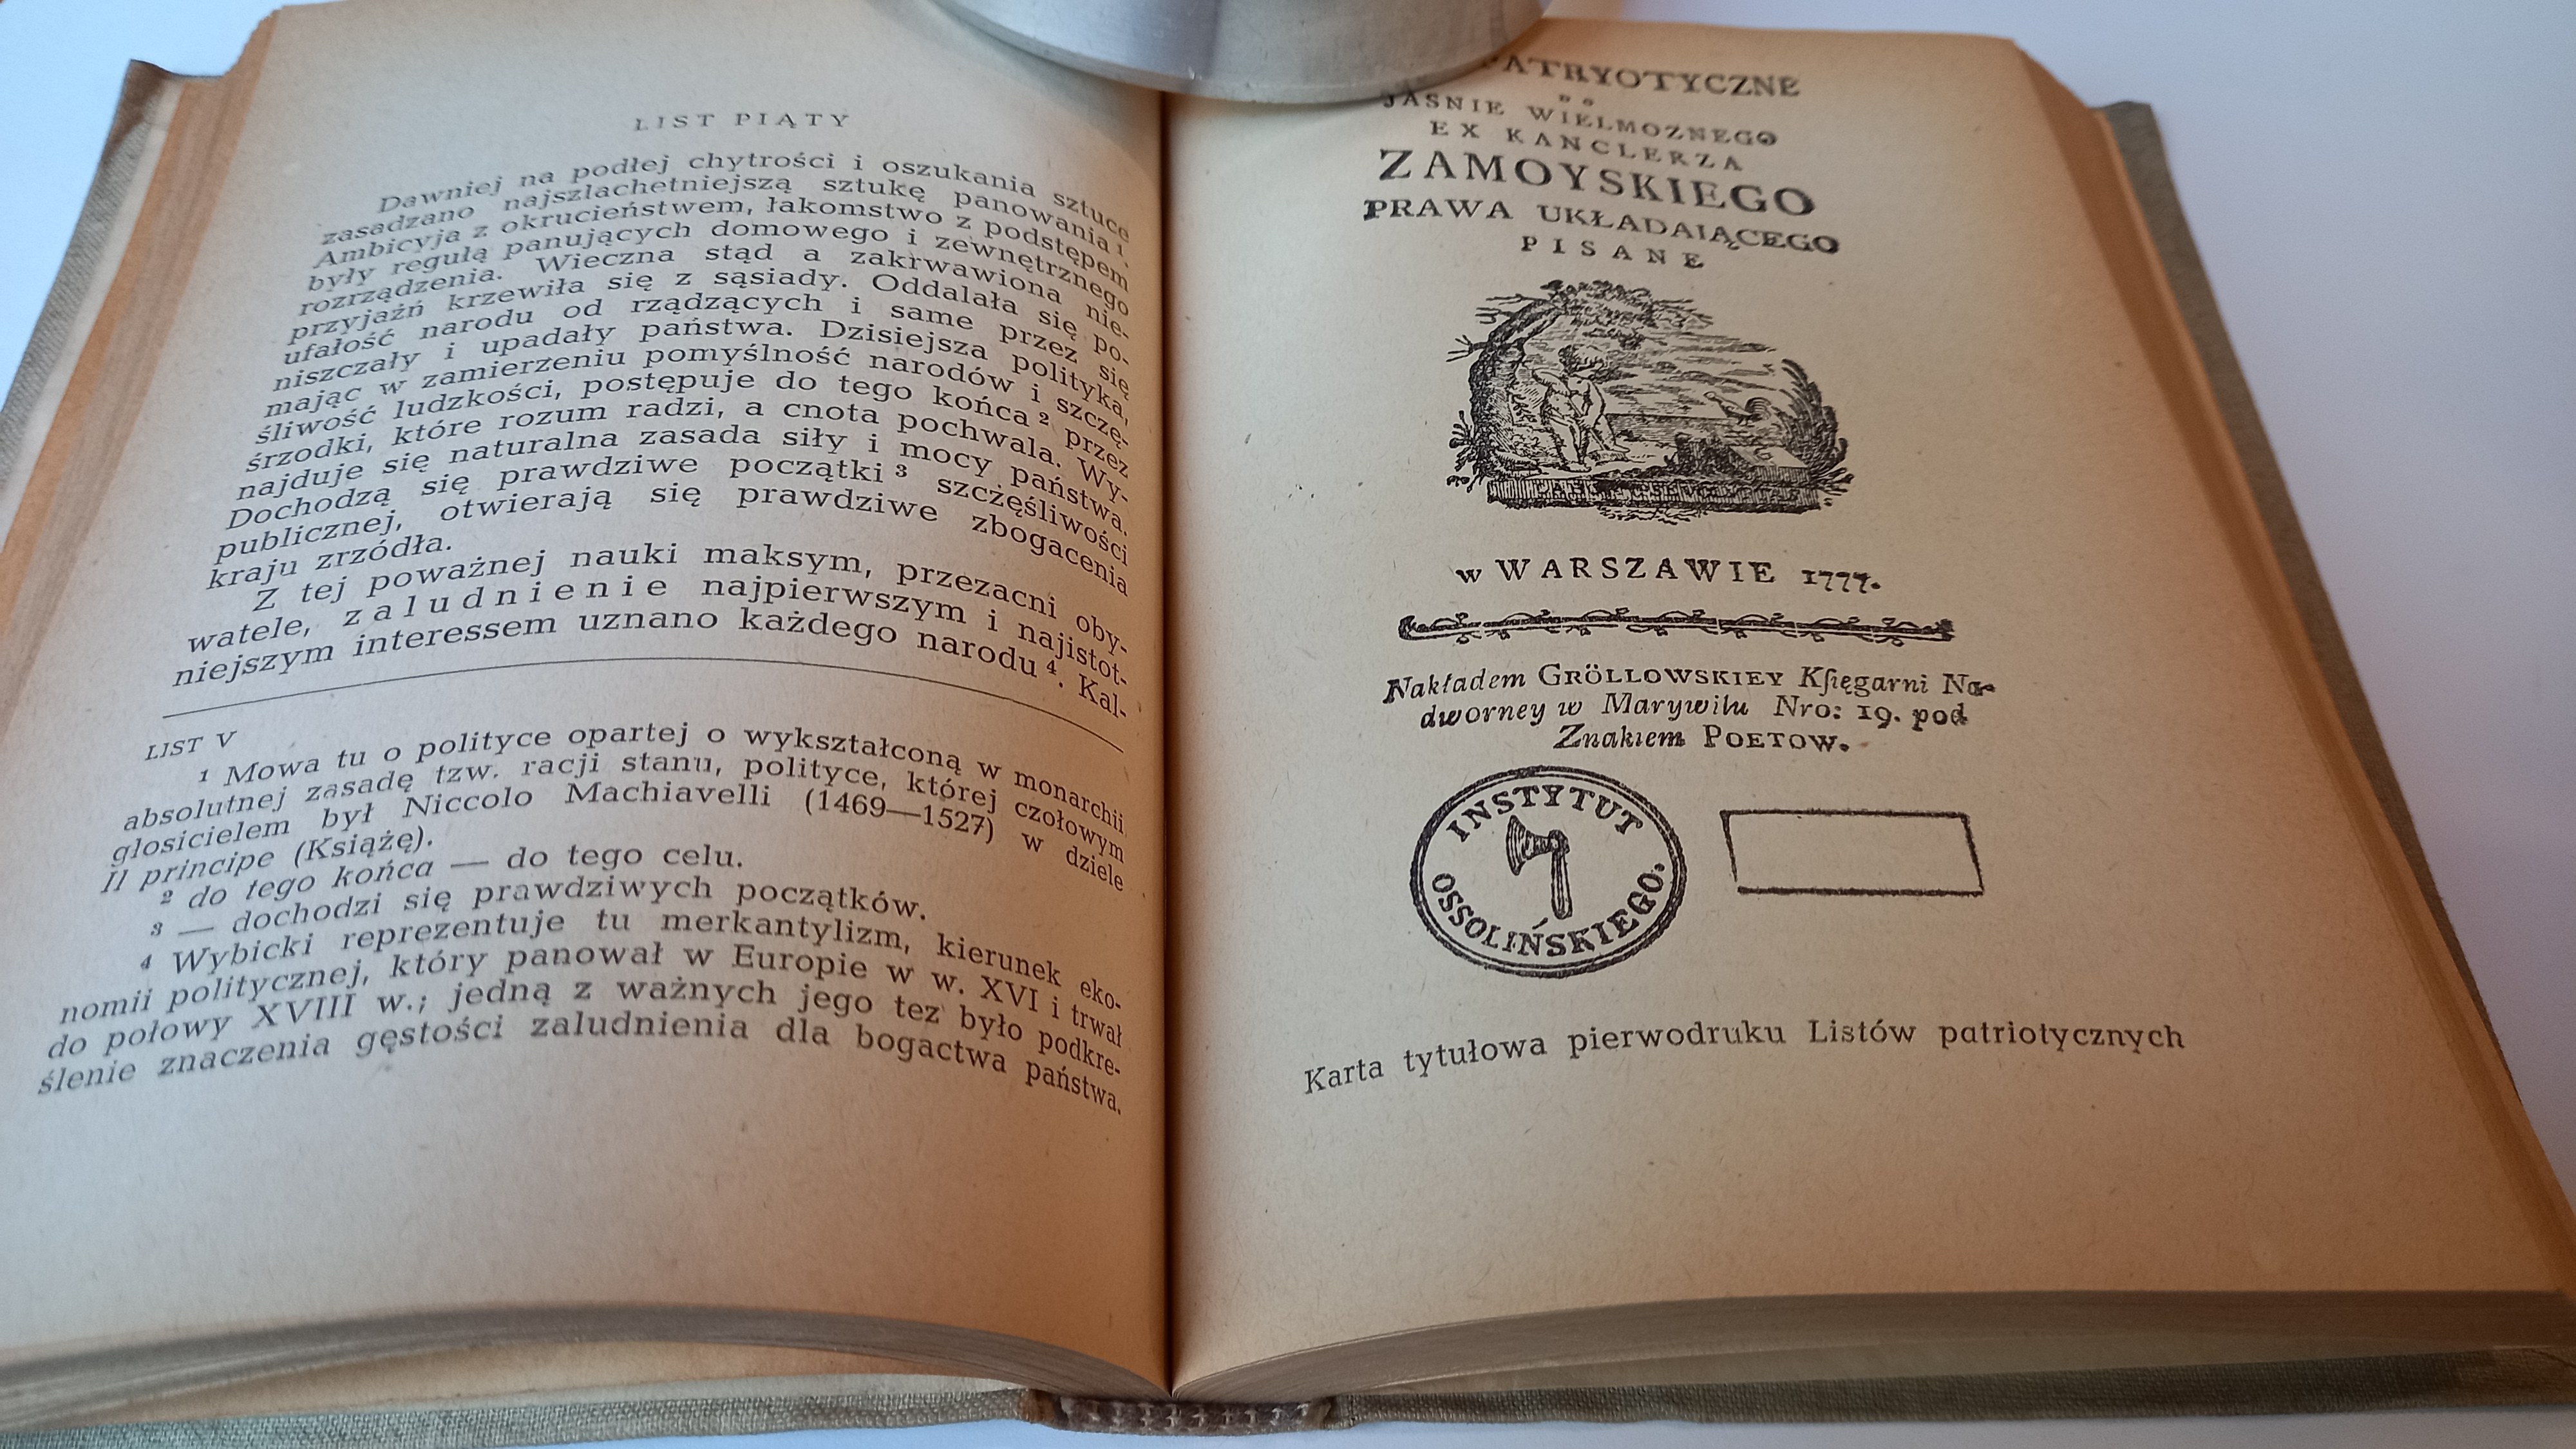 LIST PIĄTY
Dawniej na podłej chytrości i oszukania sztuce
zasadzano najszlachetniejszą sztukę panowania 1.
Ambicyja z okrucieństwem, łakomstwo z podstępem
były regułą panujących domowego i zewnętrznego
rozrządzenia. Wieczna stąd a zakrwawiona nie-
przyjaźń krzewiła się z sąsiady. Oddalała się po-
ufałość narodu od rządzących i same przez się
niszczały i upadały państwa. Dzisiejsza polityka,
mając w zamierzeniu pomyślność narodów i szczę-
śliwość ludzkości, postępuje do tego końca 2 przez
śrzodki, które rozum radzi, a cnota pochwala. Wy-
najduje się naturalna zasada siły i mocy państwa.
Dochodzą się prawdziwe początki 3 szczęśliwości
publicznej, otwierają się prawdziwe zbogacenia
kraju zrzódła.
Z tej poważnej nauki maksym, przezacni oby-
watele, zaludnienie najpierwszym i najistot-
niejszym interessem uznano każdego narodu 4. Kal-
LIST V
1 Mowa tu o polityce opartej o wykształconą w monarchii
absolutnej zasadę tzw. racji stanu, polityce, której czołowym
głosicielem był Niccolo Machiavelli (1469—1527) w dziele
Il principe (Książę).
2 do tego końca — do tego celu.
3 — dochodzi się prawdziwych początków.
4 Wybicki reprezentuje tu merkantylizm, kierunek eko-
nomii politycznej, który panował w Europie w w. XVI i trwał
do połowy XVIII w.; jedną z ważnych jego tez było podkre-
ślenie znaczenia gęstości zaludnienia dla bogactwa państwa.
PATRYOTYCZNE
DO
JAŚNIE WIELMOŻNEGO
EX KANCLERZA
ZAMOYSKIEGO
PRAWA UKŁADAIĄCEGO
PISANE
w WARSZAWIE 1777.
Nakładem GRÖLLOWSKIEY Kſięgarni Na-
dworney w Marywilu Nro: 19. pod
Znakiem POETOW.
INSTYTUT
OSSOLIŃSKIEGO.
Karta tytułowa pierwodruku Listów patriotycznych